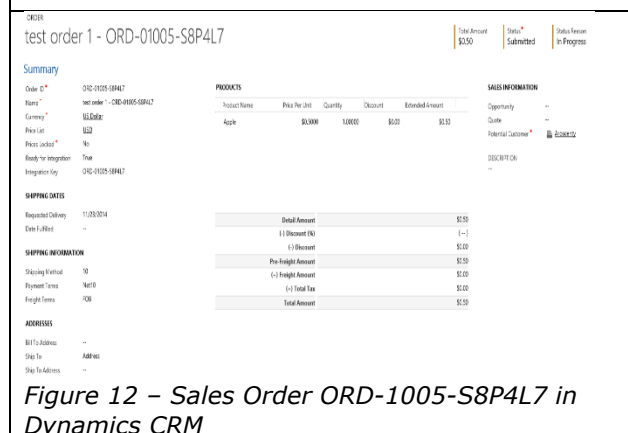 ORDER
test order 1 - ORD-01005-S8P4L7
Total Amount
$0.50
Status*
Submitted
Status Reason
In Progress
Summary
Order ID * ORD-01005-S8P4L7
Name * test order 1 - ORD-01005-S8P4L7
Currency * US Dollar
Price List USD
Prices Locked * No
Ready for Integration True
Integration Key ORD-01005-S8P4L7
SHIPPING DATES
Requested Delivery 11/23/2014
Date Fulfilled --
SHIPPING INFORMATION
Shipping Method 10
Payment Terms Net10
Freight Terms FOB
ADDRESSES
Bill To Address --
Ship To Address
Ship To Address --
PRODUCTS
Product Name Price Per Unit Quantity Discount Extended Amount
Apple $0.5000 1.00000 $0.00 $0.50
Detail Amount $0.50
(-) Discount (%) ( -- )
(-) Discount $0.00
Pre-Freight Amount $0.50
(+) Freight Amount $0.00
(+) Total Tax $0.00
Total Amount $0.50
SALES INFORMATION
Opportunity --
Quote --
Potential Customer *
DESCRIPTION
--
Figure 12 – Sales Order ORD-1005-S8P4L7 in
Dynamics CRM